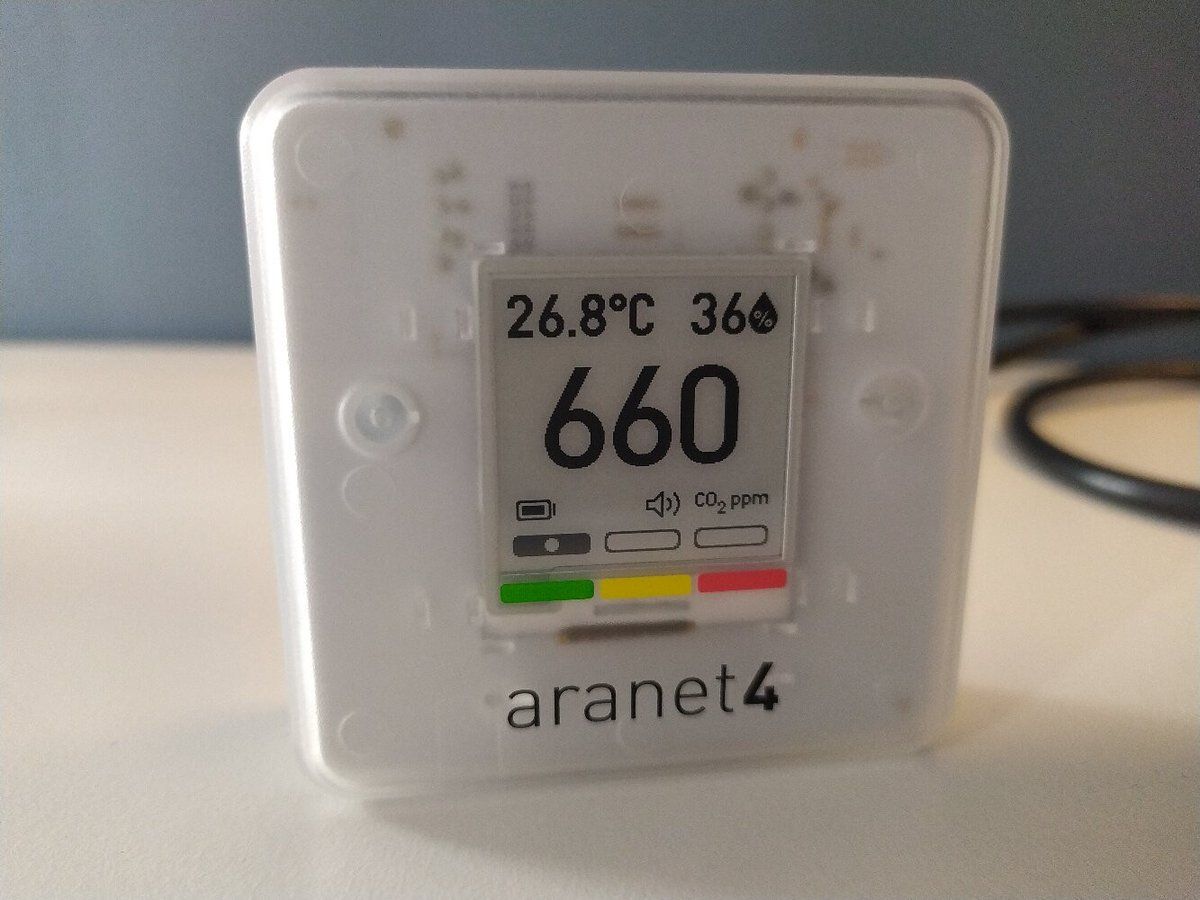 26.8°C 36%
660
CO₂ ppm
aranet4